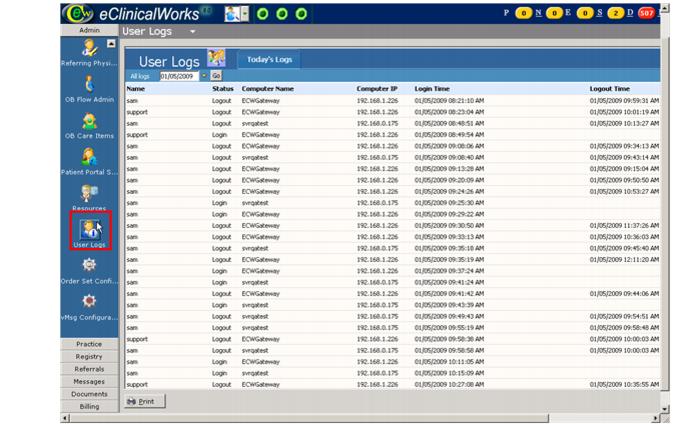 eCW eClinicalWorks P 0 N 0 E 0 S 2 D 507
Admin User Logs
User Logs Today's Logs
All logs 01/05/2009 Go
Name Status Computer Name Computer IP Login Time Logout Time
sam Logout ECWGateway 192.168.1.226 01/05/2009 08:21:10 AM 01/05/2009 09:59:31 AM
support Logout ECWGateway 192.168.1.226 01/05/2009 08:23:04 AM 01/05/2009 10:01:19 AM
sam Logout svrqatest 192.168.0.175 01/05/2009 08:48:51 AM 01/05/2009 10:13:27 AM
support Login ECWGateway 192.168.1.226 01/05/2009 08:49:54 AM
sam Logout ECWGateway 192.168.1.226 01/05/2009 09:08:06 AM 01/05/2009 09:34:13 AM
sam Logout svrqatest 192.168.0.175 01/05/2009 09:08:40 AM 01/05/2009 09:43:14 AM
sam Logout ECWGateway 192.168.1.226 01/05/2009 09:13:28 AM 01/05/2009 09:15:04 AM
sam Logout ECWGateway 192.168.1.226 01/05/2009 09:20:09 AM 01/05/2009 09:50:50 AM
sam Logout ECWGateway 192.168.1.226 01/05/2009 09:24:26 AM 01/05/2009 10:53:27 AM
sam Login svrqatest 192.168.0.175 01/05/2009 09:25:30 AM
sam Login ECWGateway 192.168.1.226 01/05/2009 09:29:22 AM
sam Logout ECWGateway 192.168.1.226 01/05/2009 09:30:50 AM 01/05/2009 11:37:26 AM
sam Logout ECWGateway 192.168.1.226 01/05/2009 09:33:13 AM 01/05/2009 10:36:03 AM
sam Logout svrqatest 192.168.0.175 01/05/2009 09:35:18 AM 01/05/2009 09:45:40 AM
sam Logout ECWGateway 192.168.1.226 01/05/2009 09:35:19 AM 01/05/2009 12:11:20 AM
sam Login ECWGateway 192.168.1.226 01/05/2009 09:37:24 AM
sam Login svrqatest 192.168.0.175 01/05/2009 09:41:24 AM
sam Logout ECWGateway 192.168.1.226 01/05/2009 09:41:42 AM 01/05/2009 09:44:06 AM
sam Login svrqatest 192.168.0.175 01/05/2009 09:43:39 AM
sam Logout svrqatest 192.168.0.175 01/05/2009 09:49:43 AM 01/05/2009 09:54:51 AM
sam Logout svrqatest 192.168.0.175 01/05/2009 09:55:19 AM 01/05/2009 09:58:48 AM
support Logout ECWGateway 192.168.1.226 01/05/2009 09:58:38 AM 01/05/2009 10:00:03 AM
sam Logout svrqatest 192.168.0.175 01/05/2009 09:58:58 AM 01/05/2009 10:00:03 AM
sam Login ECWGateway 192.168.1.226 01/05/2009 10:11:05 AM
sam Login svrqatest 192.168.0.175 01/05/2009 10:15:09 AM
support Logout ECWGateway 192.168.1.226 01/05/2009 10:27:08 AM 01/05/2009 10:35:55 AM
Print
Referring Physi...
OB Flow Admin
OB Care Items
Patient Portal S...
Resources
User Logs
Order Set Confi...
vMsg Configura...
Practice
Registry
Referrals
Messages
Documents
Billing